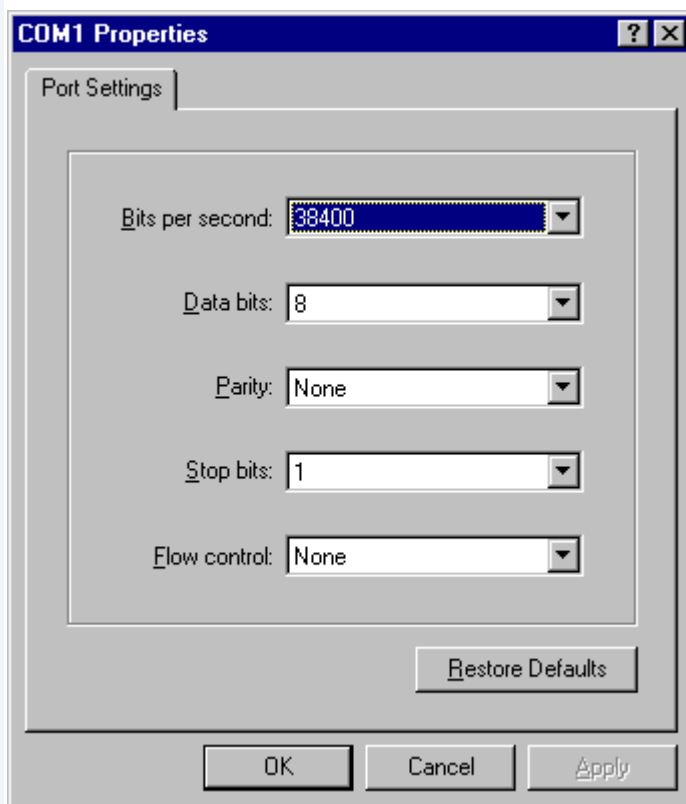 COM1 Properties
Port Settings
Bits per second: 38400
Data bits: 8
Parity: None
Stop bits: 1
Flow control: None
Restore Defaults
OK Cancel Apply